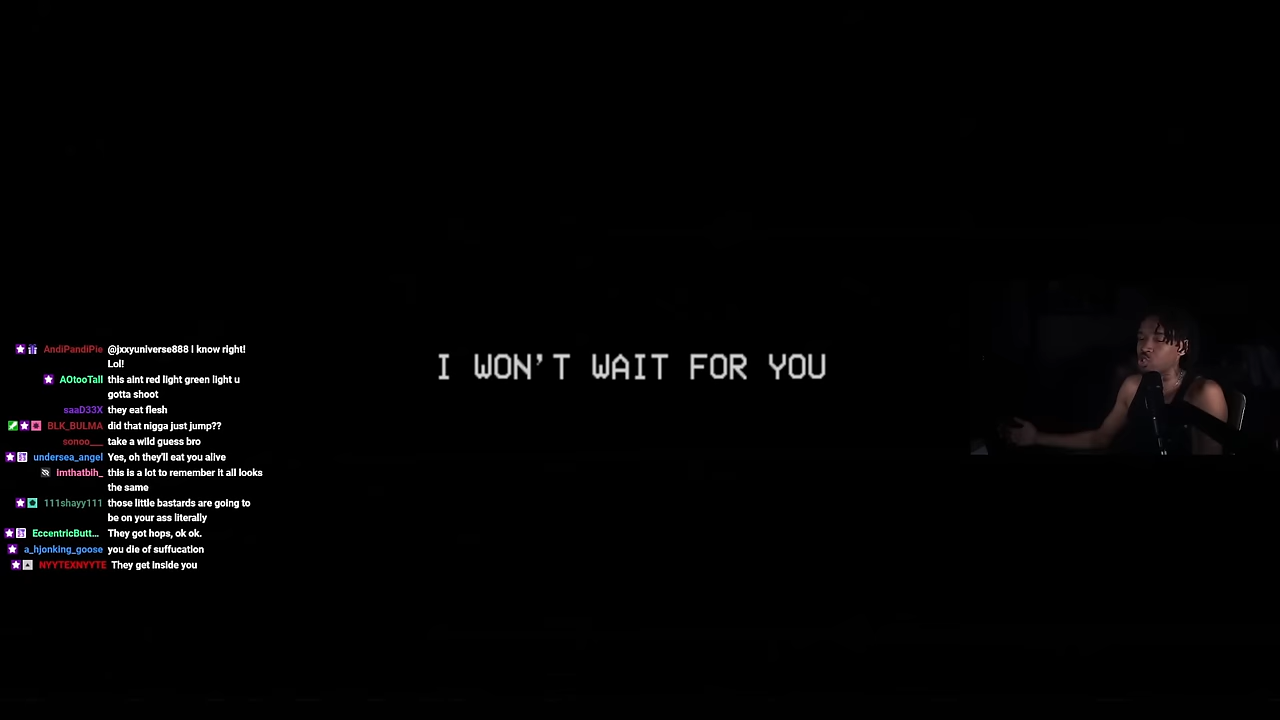 AndiPandiPie @jxxyuniverse888 I know right!
Lol!
AOtooTall this aint red light green light u
gotta shoot
saaD33X they eat flesh
BLK_BULMA did that nigga just jump??
sonoo___ take a wild guess bro
undersea_angel Yes, oh they'll eat you alive
Imthatbih_ this is a lot to remember it all looks
the same
111shayy111 those little bastards are going to
be on your ass literally
EccentricButt... They got hops, ok ok.
a_hjonking_goose you die of suffucation
NYYTEXNYYTE They get inside you
I WON'T WAIT FOR YOU